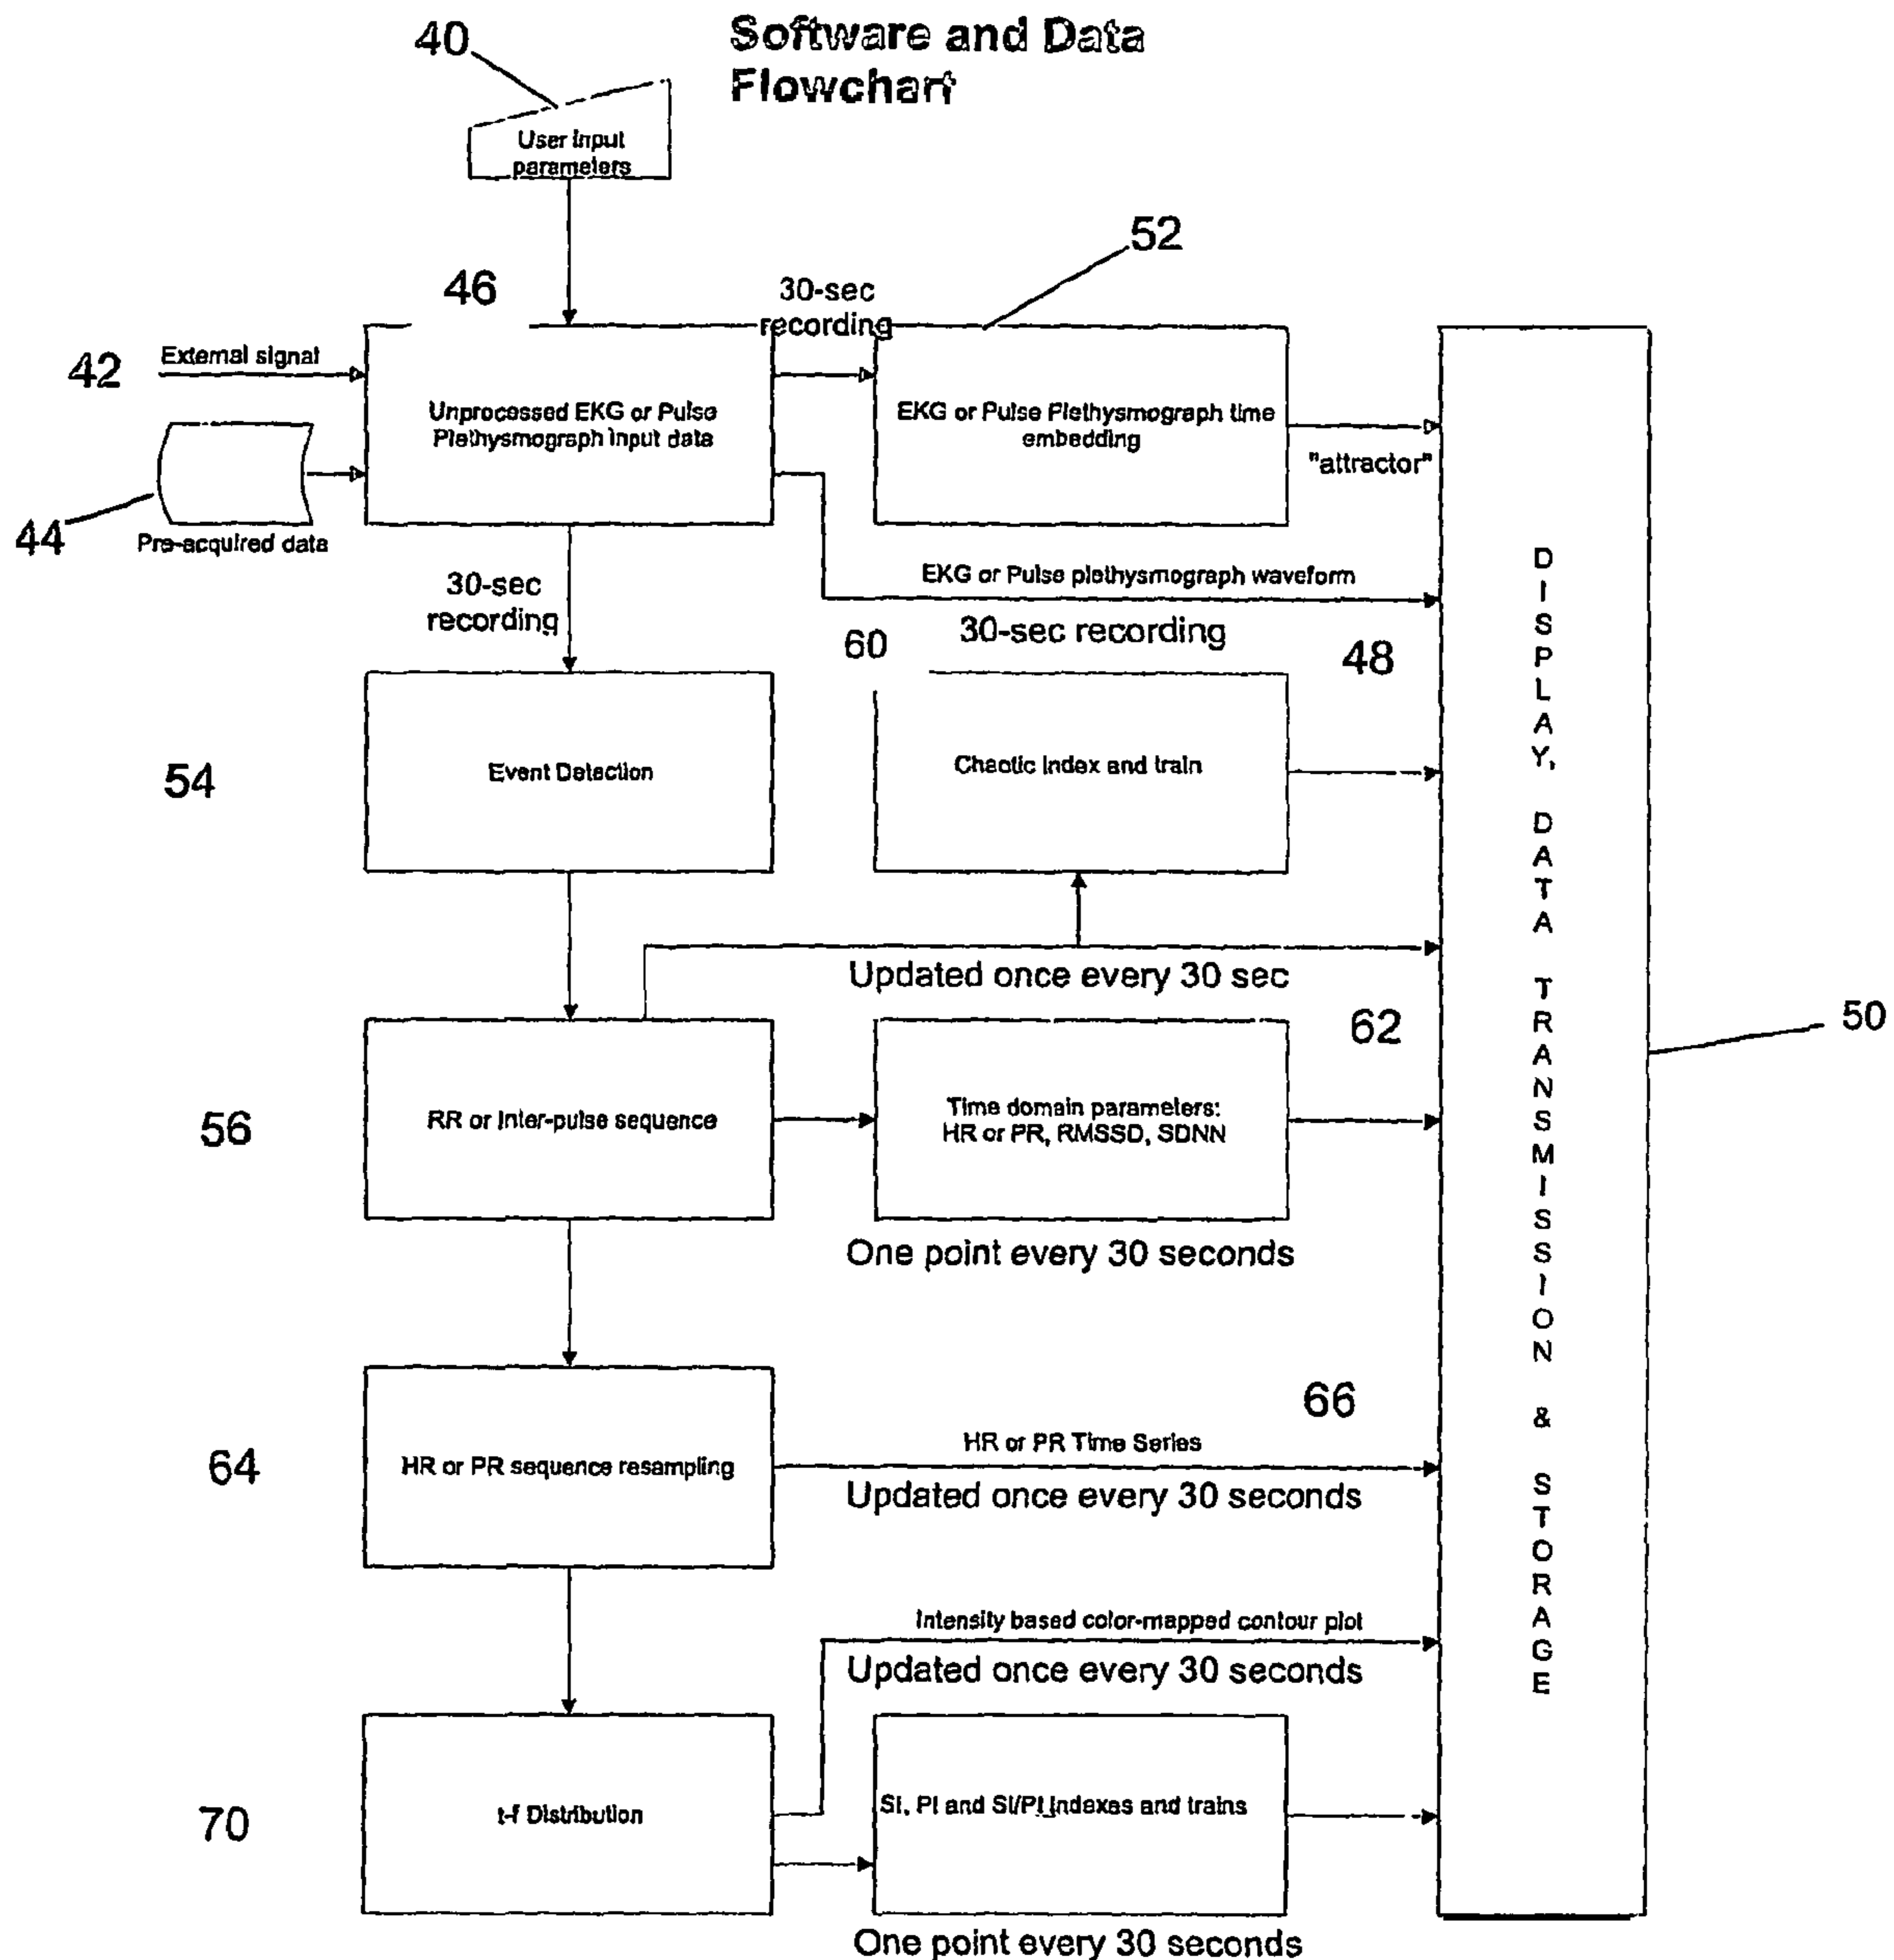 Software and Data
Flowchart
40
User Input
parameters
52
46
30-sec
recording
42
External signal
Unprocessed EKG or Pulse
Plethysmograph input data
EKG or Pulse Plethysmograph time
embedding
"attractor"
44
Pre-acquired data
30-sec
recording
EKG or Pulse plethysmograph waveform
30-sec recording
60
48
54
Event Detection
Chaotic Index and train
Updated once every 30 sec
62
50
56
RR or Inter-pulse sequence
Time domain parameters:
HR or PR, RMSSD, SDNN
One point every 30 seconds
66
64
HR or PR sequence resampling
HR or PR Time Series
Updated once every 30 seconds
Intensity based color-mapped contour plot
Updated once every 30 seconds
70
t-f Distribution
SI, PI and SI/PI Indexes and trains
One point every 30 seconds
DISPLAY, DATA TRANSMISSION & STORAGE